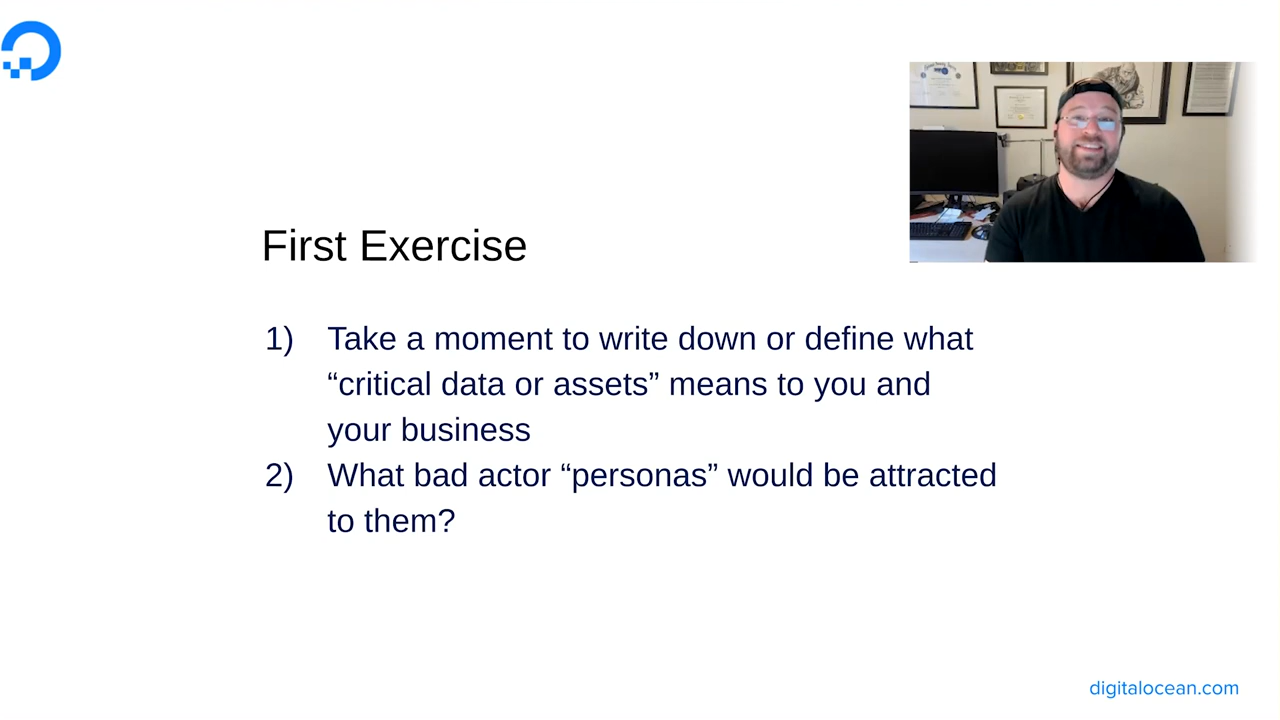 First Exercise
1) Take a moment to write down or define what
“critical data or assets” means to you and
your business
2) What bad actor “personas” would be attracted
to them?
digitalocean.com